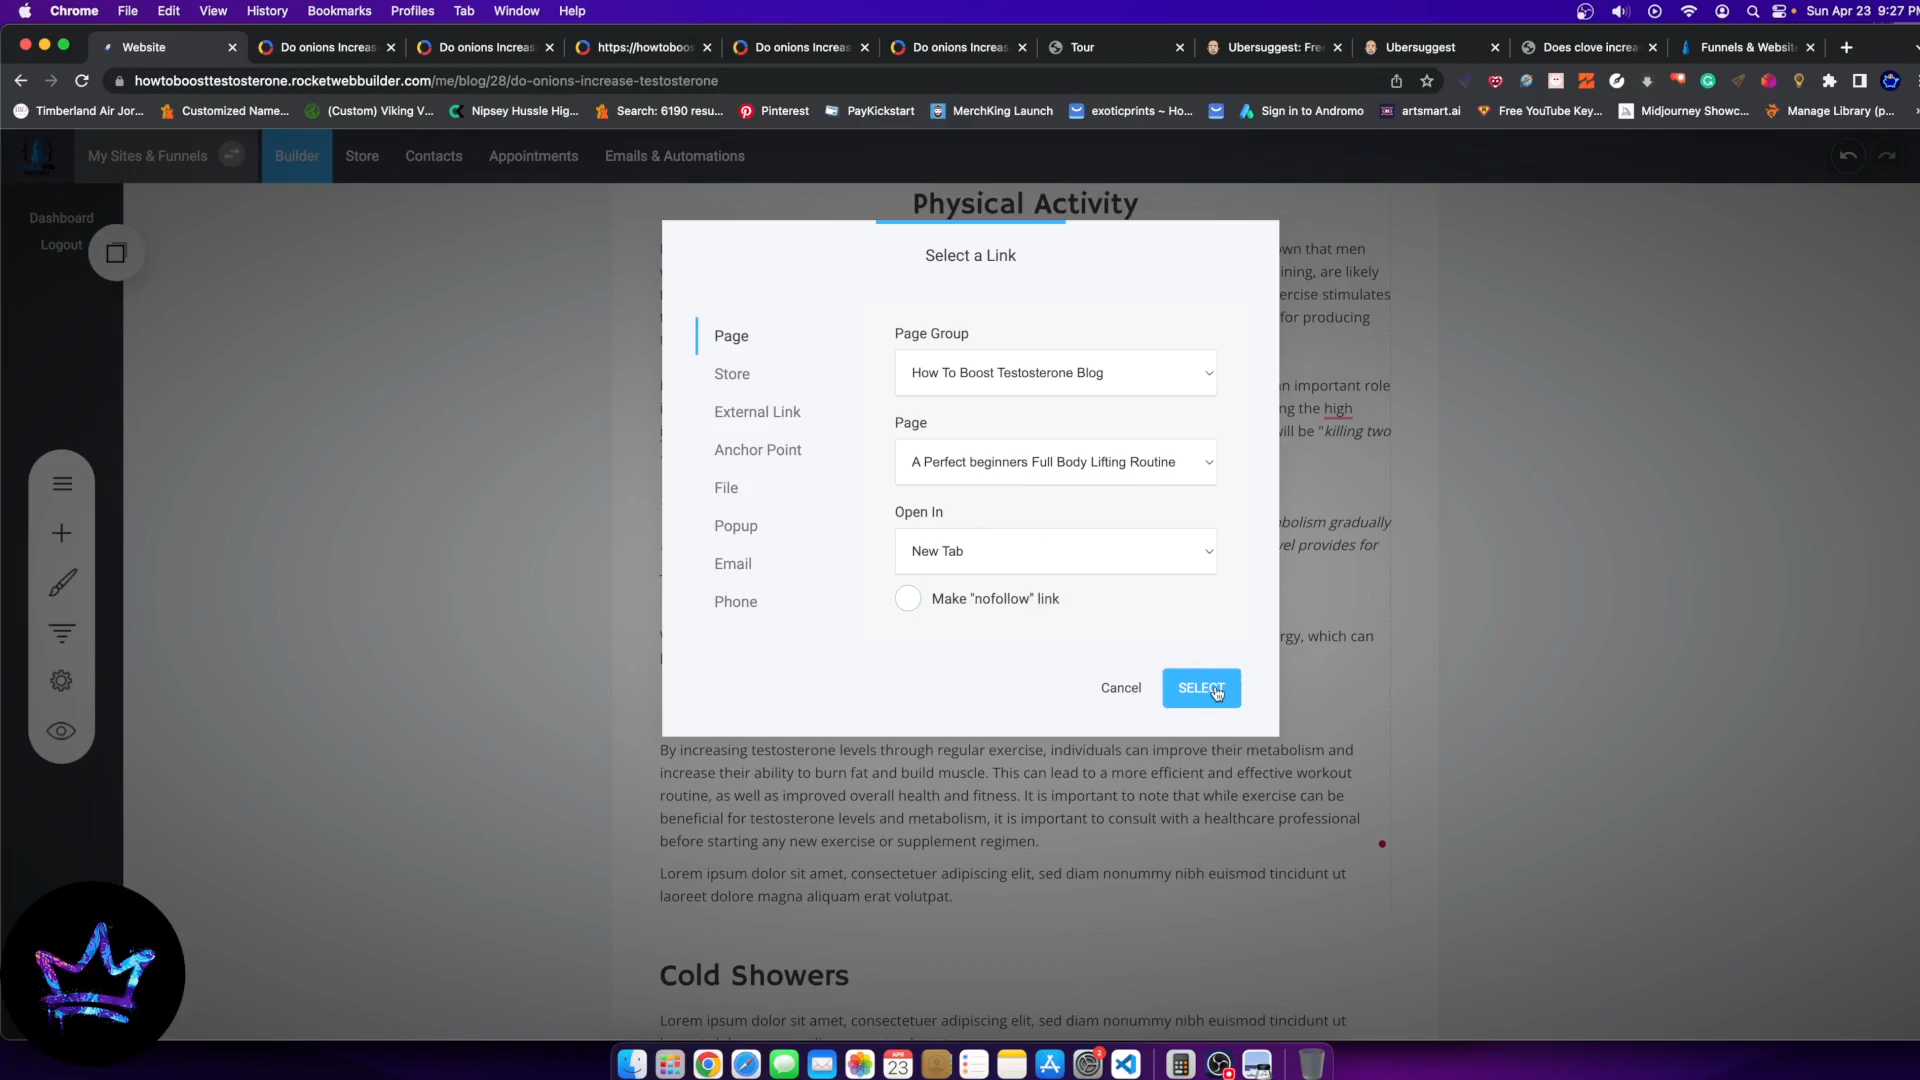 Chrome File Edit View History Bookmarks Profiles Tab Window Help Sun Apr 23 9:27
Website Do onions Increas Do onions Increas https://howtoboos Do onions Increas Do onions Increas Tour Ubersuggest: Fre Ubersuggest Does clove increa Funnels & Websit
howtoboosttestosterone.rocketwebbuilder.com/me/blog/28/do-onions-increase-testosterone
Timberland Air Jor... Customized Name... (Custom) Viking V... Nipsey Hussle Hig... Search: 6190 resu... Pinterest PayKickstart MerchKing Launch exoticprints ~ Ho... Sign in to Andromo artsmart.ai Free YouTube Key... Midjourney Showc... Manage Library (p...
My Sites & Funnels Builder Store Contacts Appointments Emails & Automations
Dashboard
Logout
Physical Activity
own that men
ining, are likely
ercise stimulates
for producing
n important role
ng the high
will be "killing two
bolism gradually
vel provides for
rgy, which can
Select a Link
Page
Store
External Link
Anchor Point
File
Popup
Email
Phone
Page Group
How To Boost Testosterone Blog
Page
A Perfect beginners Full Body Lifting Routine
Open In
New Tab
Make "nofollow" link
Cancel SELECT
By increasing testosterone levels through regular exercise, individuals can improve their metabolism and
increase their ability to burn fat and build muscle. This can lead to a more efficient and effective workout
routine, as well as improved overall health and fitness. It is important to note that while exercise can be
beneficial for testosterone levels and metabolism, it is important to consult with a healthcare professional
before starting any new exercise or supplement regimen.
Lorem ipsum dolor sit amet, consectetuer adipiscing elit, sed diam nonummy nibh euismod tincidunt ut
laoreet dolore magna aliquam erat volutpat.
Cold Showers
Lorem ipsum dolor sit amet, consectetuer adipiscing elit, sed diam nonummy nibh euismod tincidunt ut
APR
23
2